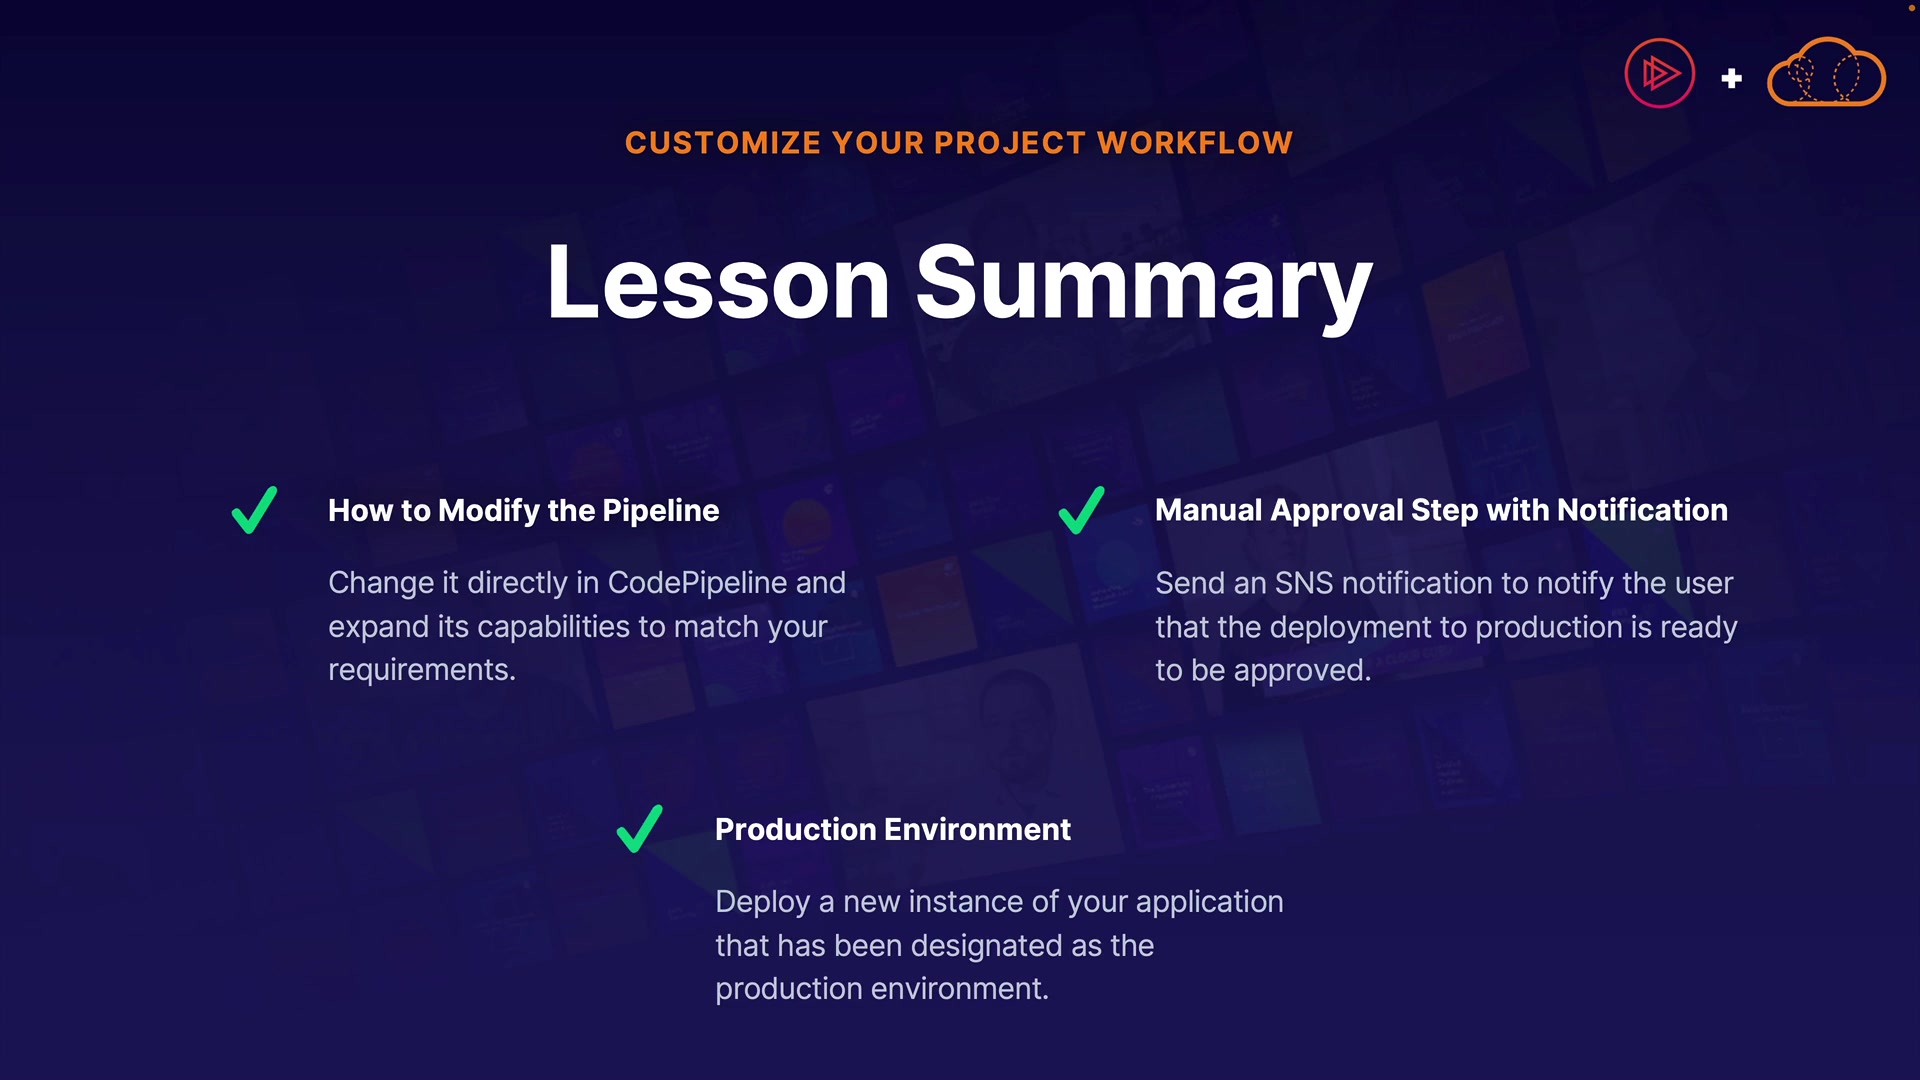 CUSTOMIZE YOUR PROJECT WORKFLOW
Lesson Summary
How to Modify the Pipeline
Change it directly in CodePipeline and
expand its capabilities to match your
requirements.
Manual Approval Step with Notification
Send an SNS notification to notify the user
that the deployment to production is ready
to be approved.
Production Environment
Deploy a new instance of your application
that has been designated as the
production environment.